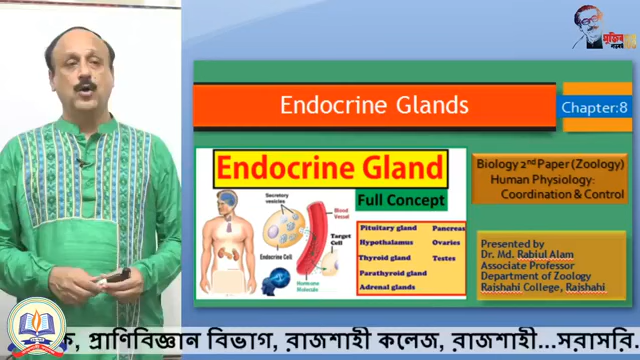 Endocrine Glands
Chapter:8
Endocrine Gland
Full Concept
Secretory
vesicles
Blood
Vessel
Target
Cell
Endocrine Cell
Hormone
Molecule
Pituitary gland
Hypothalamus
Thyroid gland
Parathyroid gland
Adrenal glands
Pancreas
Ovaries
Testes
Biology 2nd Paper (Zoology)
Human Physiology:
Coordination & Control
Presented by
Dr. Md. Rabiul Alam
Associate Professor
Department of Zoology
Rajshahi College, Rajshahi
প্রাণিবিজ্ঞান বিভাগ, রাজশাহী কলেজ, রাজশাহী...সরাসরি.